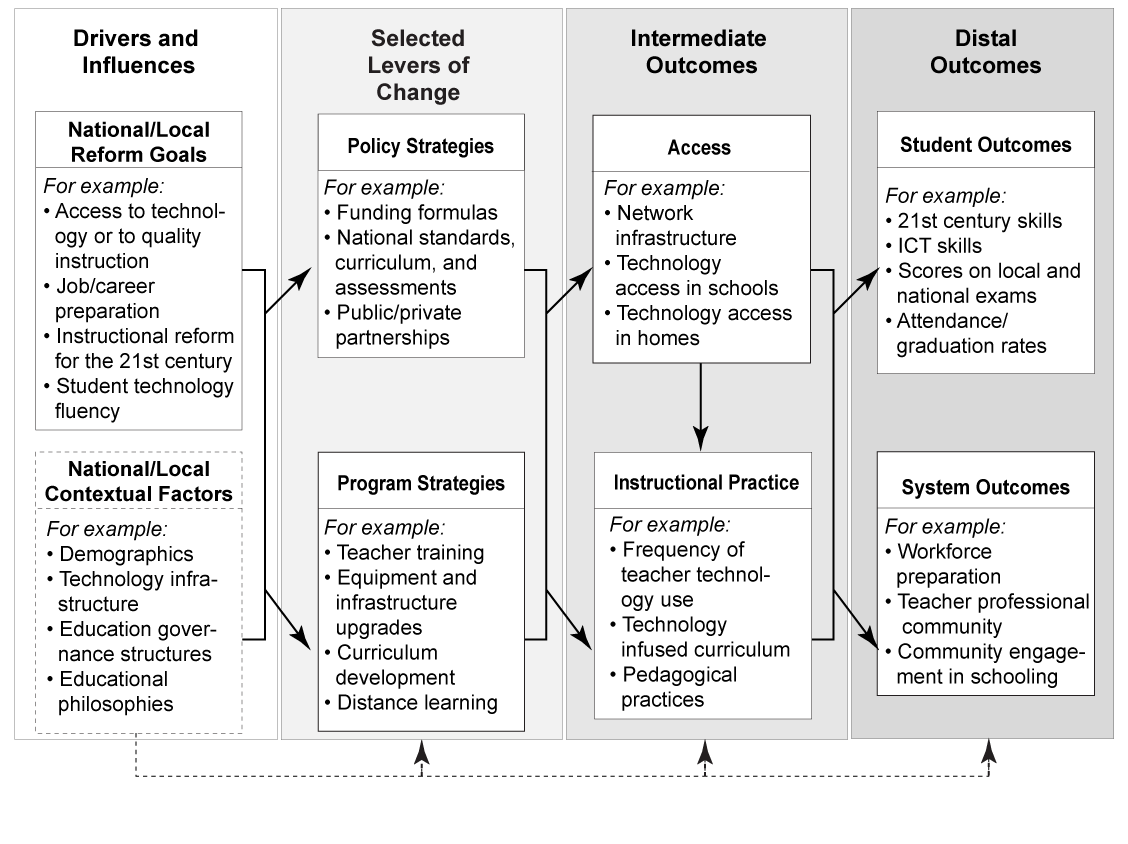 Drivers and
Influences
National/Local
Reform Goals
For example:
• Access to technol-
ogy or to quality
instruction
• Job/career
preparation
• Instructional reform
for the 21st century
• Student technology
fluency
National/Local
Contextual Factors
For example:
• Demographics
• Technology infra-
structure
• Education gover-
nance structures
• Educational
philosophies
Selected
Levers of
Change
Policy Strategies
For example:
• Funding formulas
• National standards,
curriculum, and
assessments
• Public/private
partnerships
Program Strategies
For example:
• Teacher training
• Equipment and
infrastructure
upgrades
• Curriculum
development
• Distance learning
Intermediate
Outcomes
Access
For example:
• Network
infrastructure
• Technology
access in schools
• Technology access
in homes
Instructional Practice
For example:
• Frequency of
teacher technol-
ogy use
• Technology
infused curriculum
• Pedagogical
practices
Distal
Outcomes
Student Outcomes
For example:
• 21st century skills
• ICT skills
• Scores on local and
national exams
• Attendance/
graduation rates
System Outcomes
For example:
• Workforce
preparation
• Teacher professional
community
• Community engage-
ment in schooling